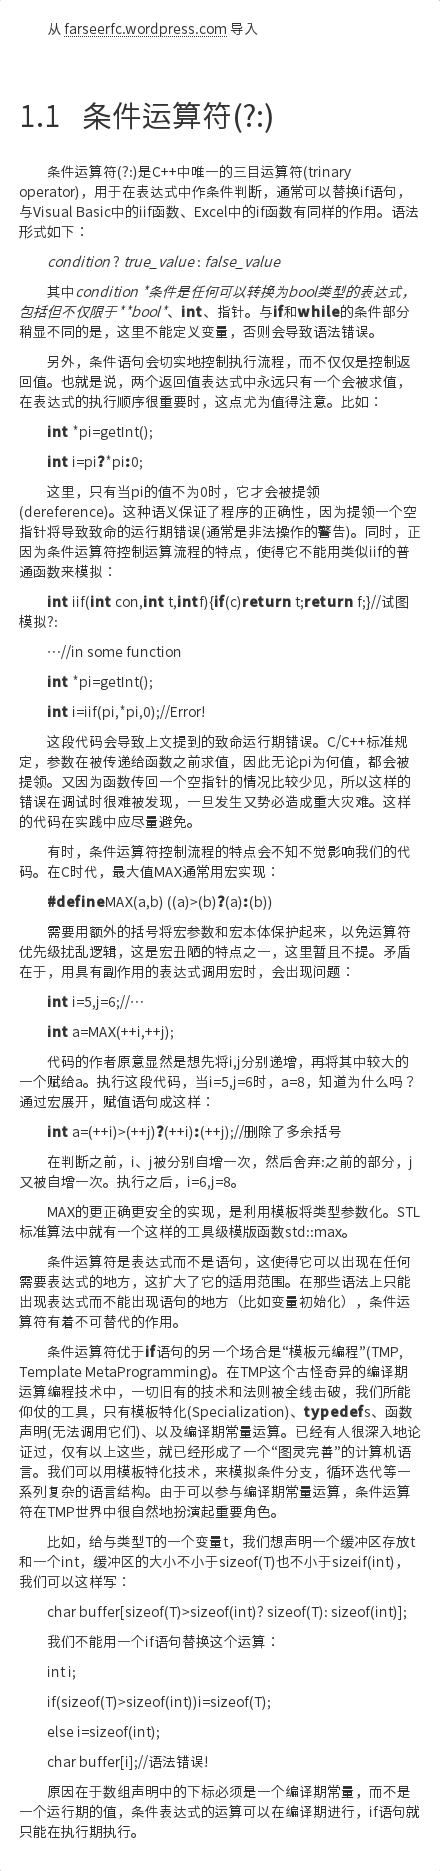 从 farseerfc.wordpress.com 导入
1.1 条件运算符(?:)
条件运算符(?:)是C++中唯一的三目运算符(trinary
operator)，用于在表达式中作条件判断，通常可以替换if语句，
与Visual Basic中的iif函数、Excel中的if函数有同样的作用。语法
形式如下：
condition ? true_value : false_value
其中condition *条件是任何可以转换为bool类型的表达式，
包括但不仅限于**bool*、int、指针。与if和while的条件部分
稍显不同的是，这里不能定义变量，否则会导致语法错误。
另外，条件语句会切实地控制执行流程，而不仅仅是控制返
回值。也就是说，两个返回值表达式中永远只有一个会被求值，
在表达式的执行顺序很重要时，这点尤为值得注意。比如：
int *pi=getInt();
int i=pi?*pi:0;
这里，只有当pi的值不为0时，它才会被提领
(dereference)。这种语义保证了程序的正确性，因为提领一个空
指针将导致致命的运行期错误(通常是非法操作的警告)。同时，正
因为条件运算符控制运算流程的特点，使得它不能用类似iif的普
通函数来模拟：
int iif(int con,int t,intf){if(c)return t;return f;}//试图
模拟?:
…//in some function
int *pi=getInt();
int i=iif(pi,*pi,0);//Error!
这段代码会导致上文提到的致命运行期错误。C/C++标准规
定，参数在被传递给函数之前求值，因此无论pi为何值，都会被
提领。又因为函数传回一个空指针的情况比较少见，所以这样的
错误在调试时很难被发现，一旦发生又势必造成重大灾难。这样
的代码在实践中应尽量避免。
有时，条件运算符控制流程的特点会不知不觉影响我们的代
码。在C时代，最大值MAX通常用宏实现：
#defineMAX(a,b) ((a)>(b)?(a):(b))
需要用额外的括号将宏参数和宏本体保护起来，以免运算符
优先级扰乱逻辑，这是宏丑陋的特点之一，这里暂且不提。矛盾
在于，用具有副作用的表达式调用宏时，会出现问题：
int i=5,j=6;//…
int a=MAX(++i,++j);
代码的作者原意显然是想先将i,j分别递增，再将其中较大的
一个赋给a。执行这段代码，当i=5,j=6时，a=8，知道为什么吗？
通过宏展开，赋值语句成这样：
int a=(++i)>(++j)?(++i):(++j);//删除了多余括号
在判断之前，i、j被分别自增一次，然后舍弃:之前的部分，j
又被自增一次。执行之后，i=6,j=8。
MAX的更正确更安全的实现，是利用模板将类型参数化。STL
标准算法中就有一个这样的工具级模版函数std::max。
条件运算符是表达式而不是语句，这使得它可以出现在任何
需要表达式的地方，这扩大了它的适用范围。在那些语法上只能
出现表达式而不能出现语句的地方（比如变量初始化），条件运
算符有着不可替代的作用。
条件运算符优于if语句的另一个场合是“模板元编程”(TMP,
Template MetaProgramming)。在TMP这个古怪奇异的编译期
运算编程技术中，一切旧有的技术和法则被全线击破，我们所能
仰仗的工具，只有模板特化(Specialization)、typedefs、函数
声明(无法调用它们)、以及编译期常量运算。已经有人很深入地论
证过，仅有以上这些，就已经形成了一个“图灵完善”的计算机语
言。我们可以用模板特化技术，来模拟条件分支，循环迭代等一
系列复杂的语言结构。由于可以参与编译期常量运算，条件运算
符在TMP世界中很自然地扮演起重要角色。
比如，给与类型T的一个变量t，我们想声明一个缓冲区存放t
和一个int，缓冲区的大小不小于sizeof(T)也不小于sizeif(int)，
我们可以这样写：
char buffer[sizeof(T)>sizeof(int)? sizeof(T): sizeof(int)];
我们不能用一个if语句替换这个运算：
int i;
if(sizeof(T)>sizeof(int))i=sizeof(T);
else i=sizeof(int);
char buffer[i];//语法错误!
原因在于数组声明中的下标必须是一个编译期常量，而不是
一个运行期的值，条件表达式的运算可以在编译期进行，if语句就
只能在执行期执行。